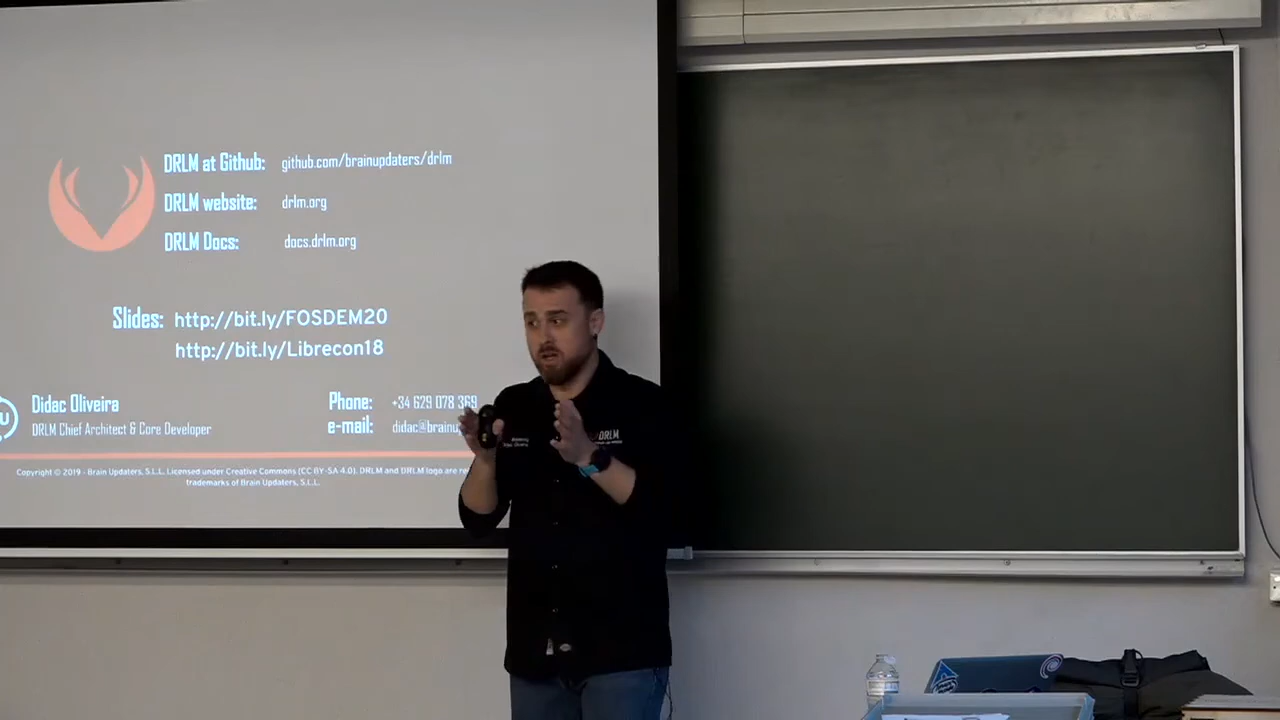 DRLM at Github: github.com/brainupdaters/drlm
DRLM website: drlm.org
DRLM Docs: docs.drlm.org
Slides: http://bit.ly/FOSDEM20
http://bit.ly/Librecon18
U
Didac Oliveira
DRLM Chief Architect & Core Developer
Phone: +34 629 078 369
e-mail: didac@brainu
Copyright © 2019 - Brain Updaters, S.L.L. Licensed under Creative Commons (CC BY-SA 4.0). DRLM and DRLM logo are re
trademarks of Brain Updaters, S.L.L.
DRLM